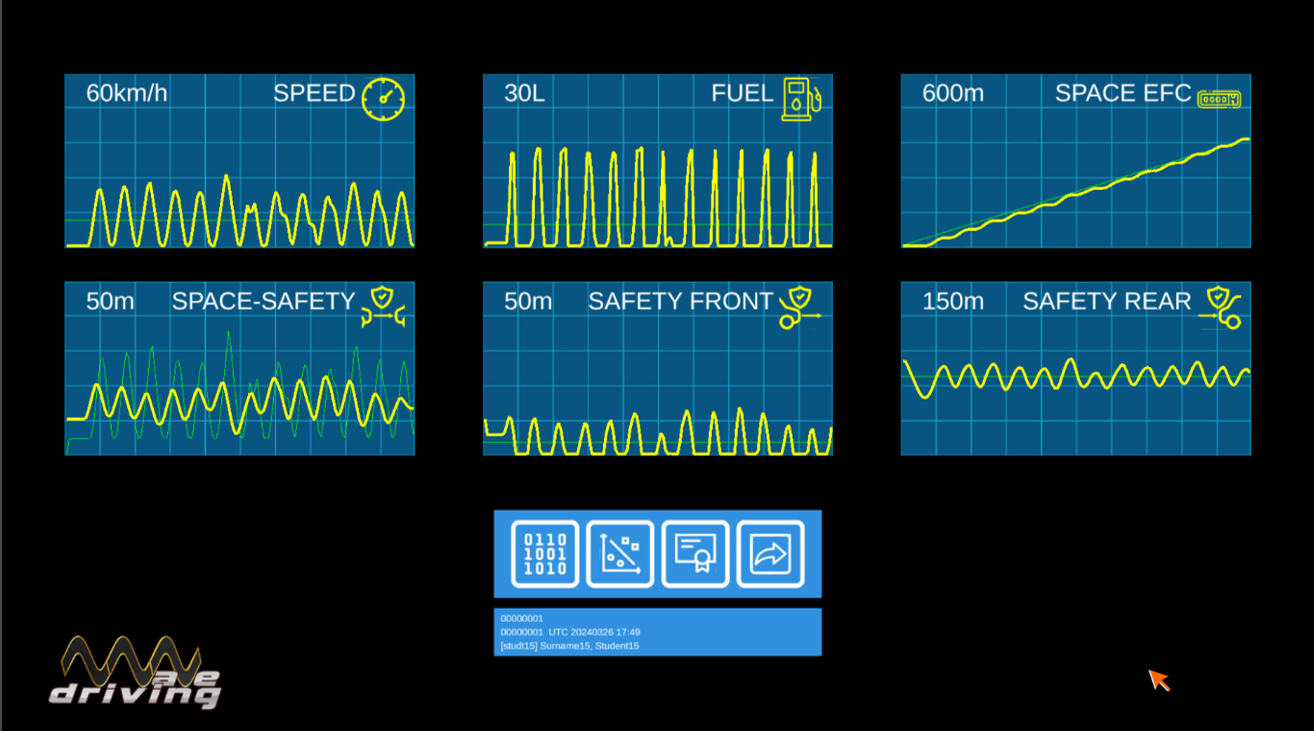 60km/h SPEED
30L FUEL
600m SPACE EFC
50m SPACE-SAFETY
50m SAFETY FRONT
150m SAFETY REAR
0110
1001
1010
00000001
00000001 UTC 20240326 17:49
[studt15] Surname15, Student15
driving